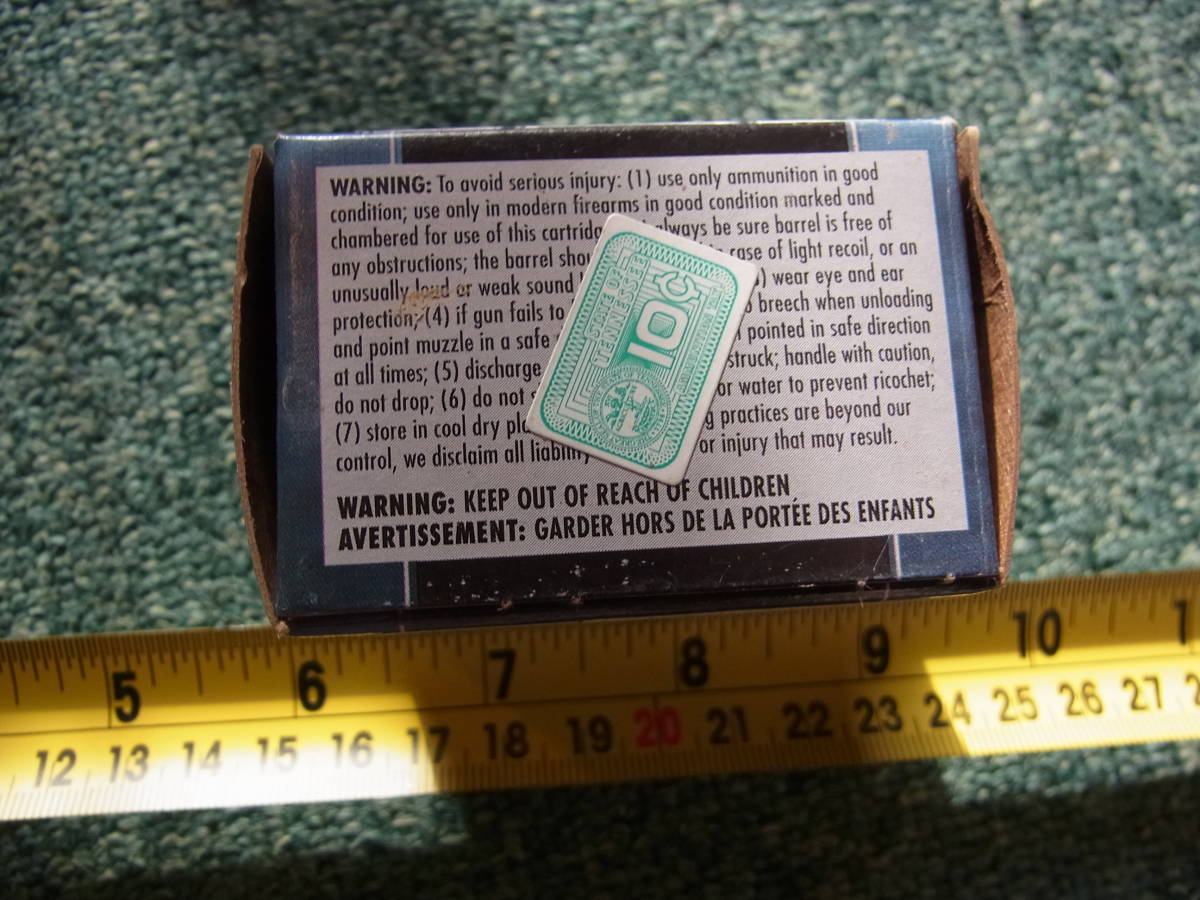 WARNING: To avoid serious injury: (1) use only ammunition in good
condition; use only in modern firearms in good condition marked and
chambered for use of this cartridg always be sure barrel is free of
any obstructions; the barrel shou case of light recoil, or an
unusually loud or weak sound ) wear eye and ear
protection; (4) if gun fails to breech when unloading
and point muzzle in a safe pointed in safe direction
at all times; (5) discharge struck; handle with caution,
do not drop; (6) do not or water to prevent ricochet;
(7) store in cool dry pl g practices are beyond our
control, we disclaim all liability or injury that may result.
WARNING: KEEP OUT OF REACH OF CHILDREN
AVERTISSEMENT: GARDER HORS DE LA PORTÉE DES ENFANTS
STATE OF
TENNESSEE
10¢
5 6 7 8 9 10 1
12 13 14 15 16 17 18 19 20 21 22 23 24 25 26 27 2